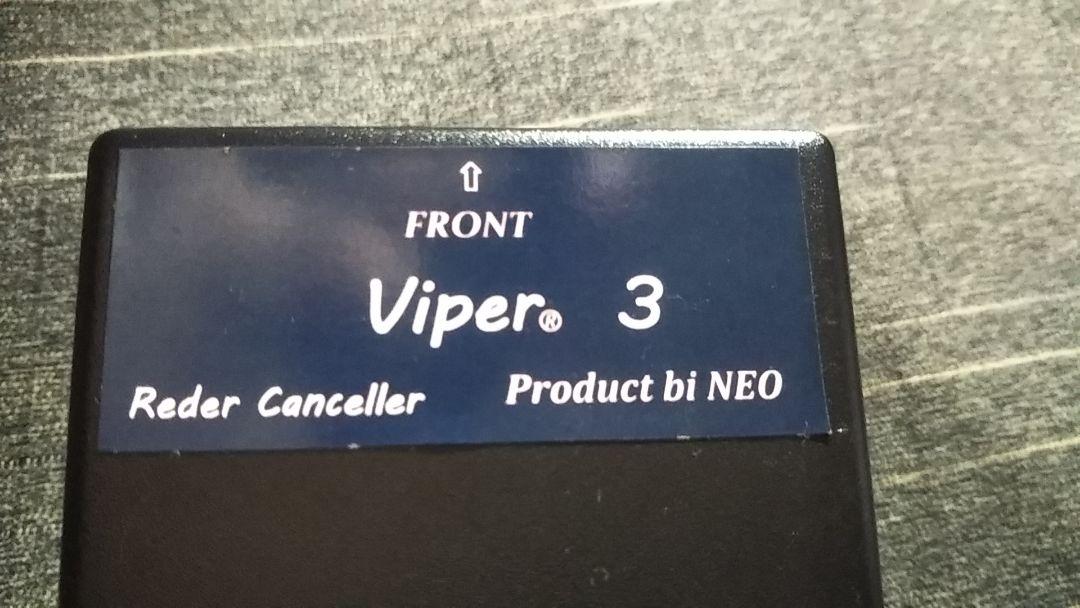 ⇧
FRONT
Viper® 3
Reder Canceller
Product bi NEO